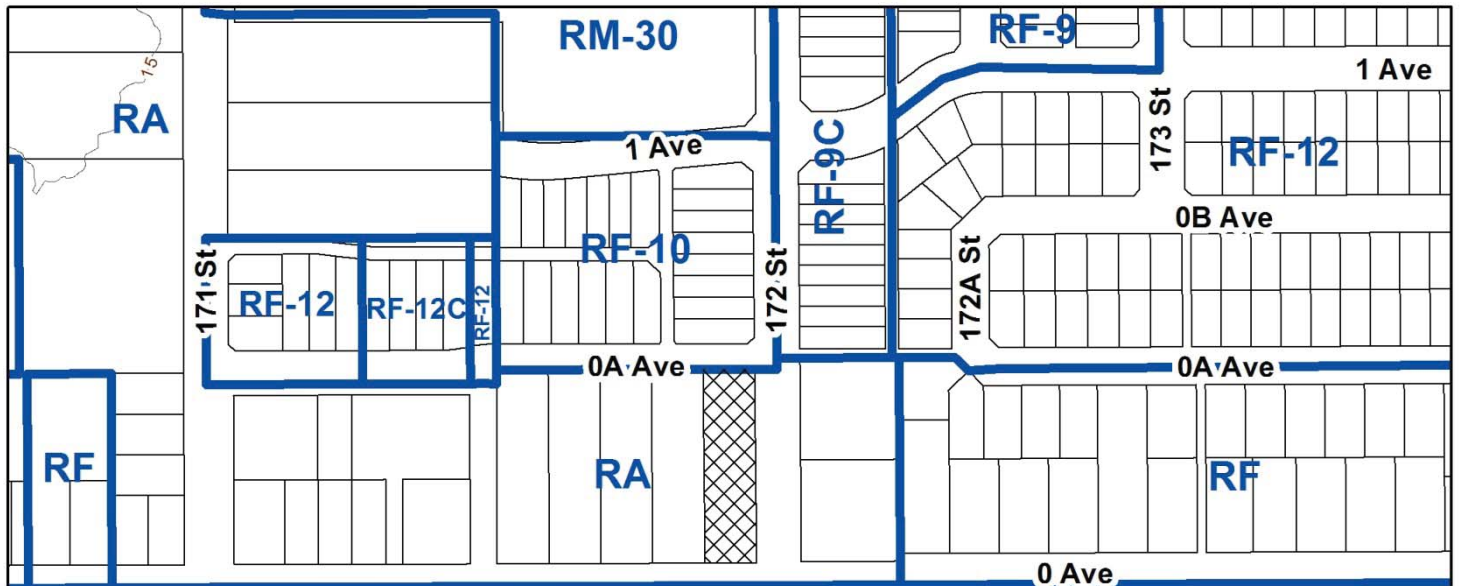 RM-30
RF-9
1 Ave
15
RA
1 Ave
RF-9C
173 St
RF-12
0B Ave
RF-10
171 St
172 St
172A St
RF-12
RF-12C
RF-12
0A Ave
0A Ave
RF
RA
RF
0 Ave